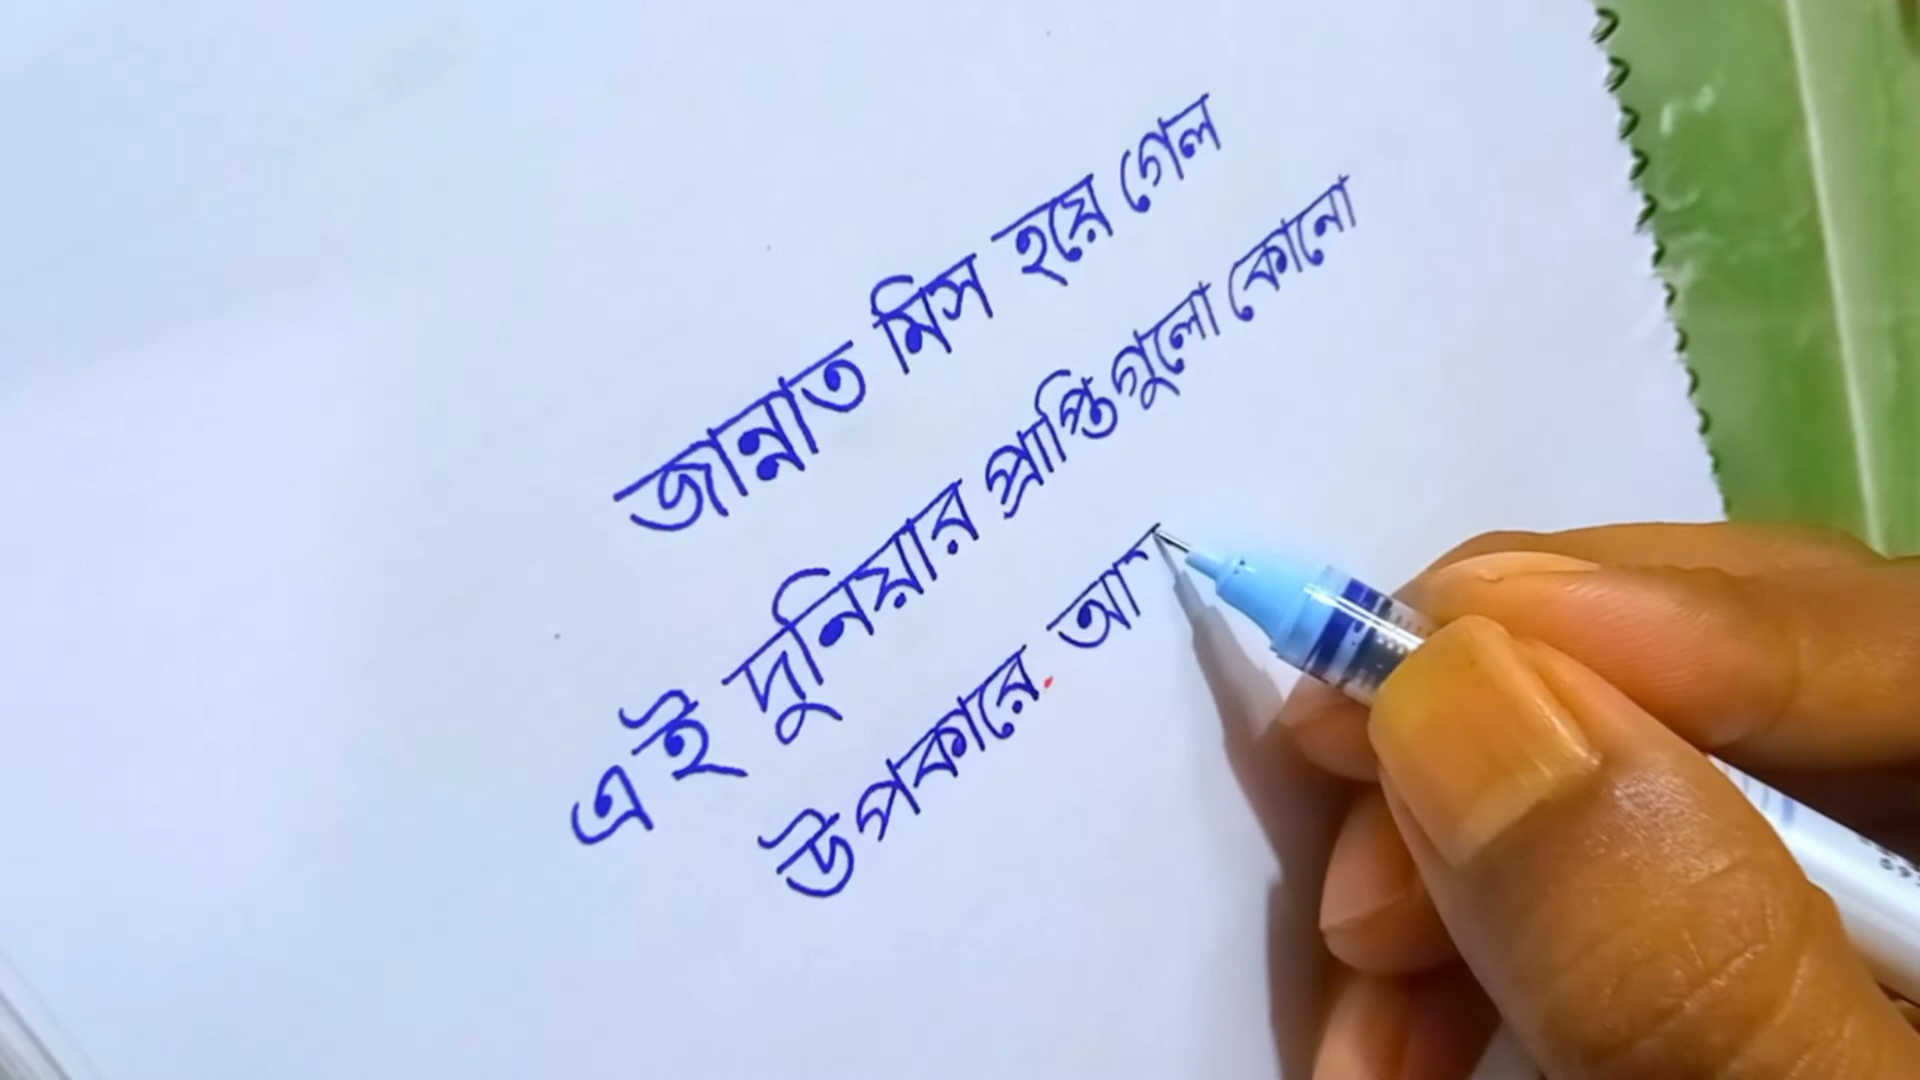 জান্নাত মিস হয়ে গেল
এই দুনিয়ার প্রাপ্তি গুলো কোনো
উপকারে আ